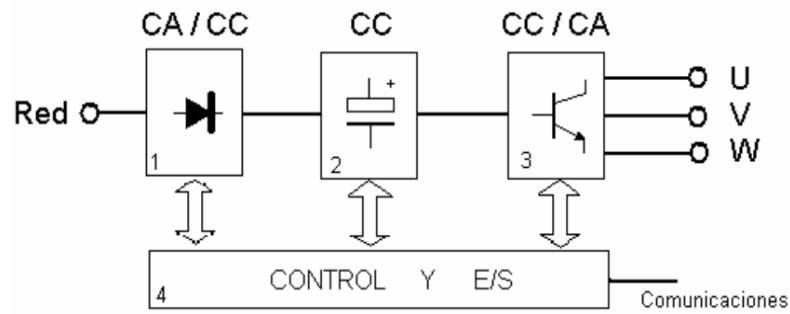 CA / CC
CC
CC / CA
Red
+
U
V
W
1
2
3
4
CONTROL Y E/S
Comunicaciones